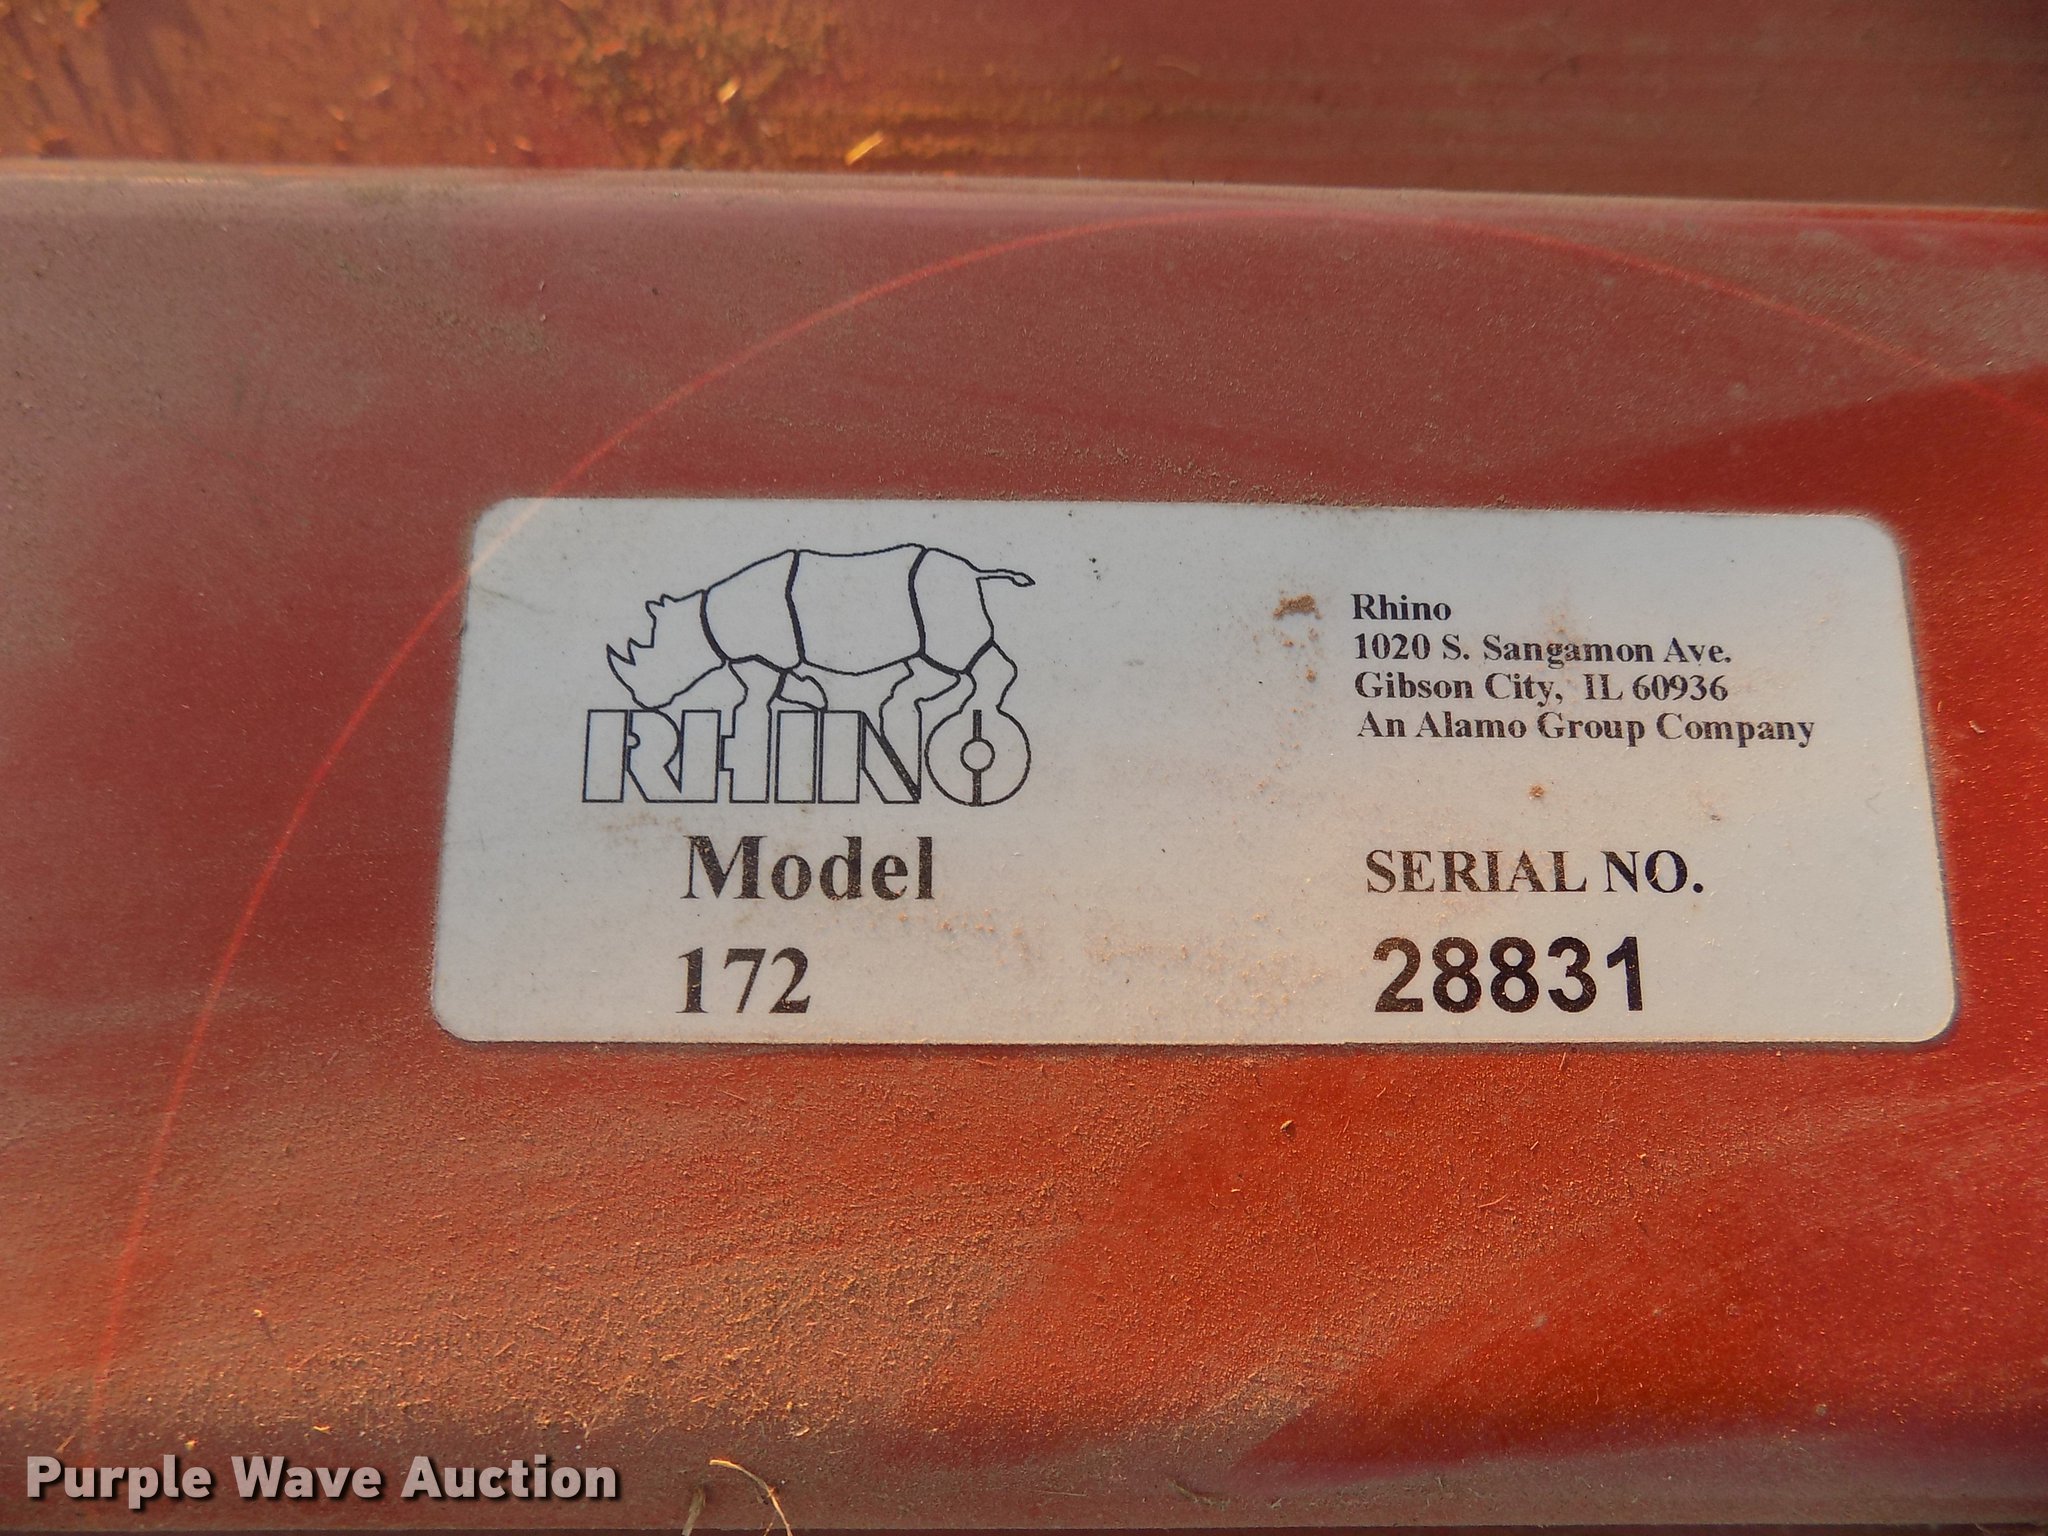 RHINO
Rhino
1020 S. Sangamon Ave.
Gibson City, IL 60936
An Alamo Group Company
Model
172
SERIAL NO.
28831
Purple Wave Auction